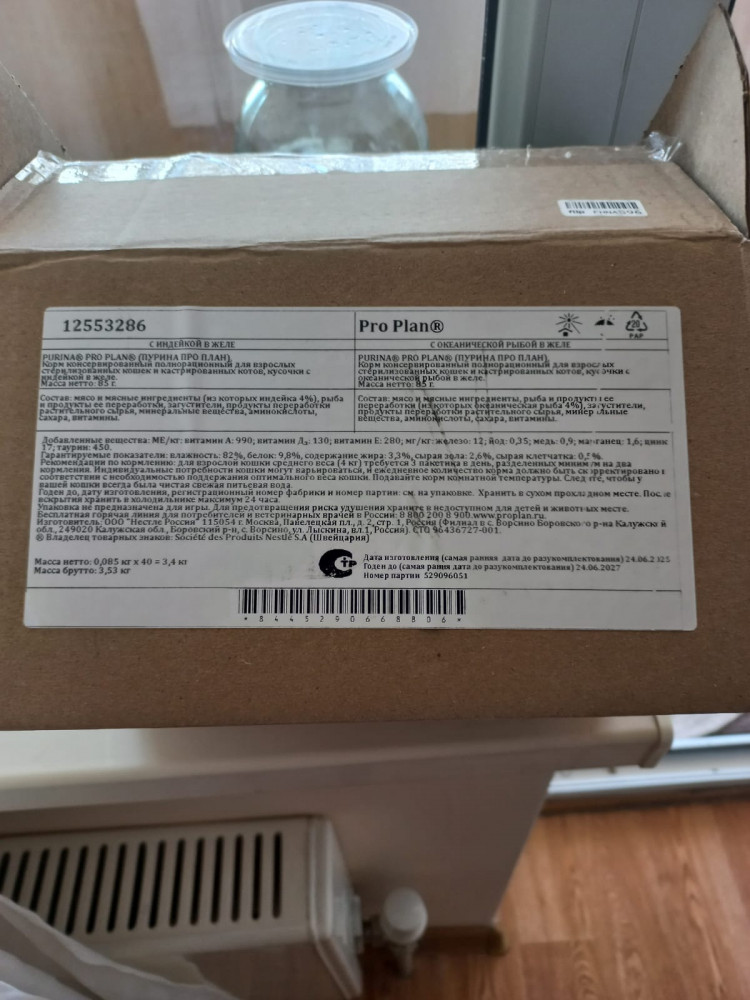 12553286
Pro Plan®
20
PAP
С ИНДЕЙКОЙ В ЖЕЛЕ
С ОКЕАНИЧЕСКОЙ РЫБОЙ В ЖЕЛЕ
PURINA® PRO PLAN® (ПУРИНА ПРО ПЛАН),
Корм консервированный полнорационный для взрослых
стерилизованных кошек и кастрированных котов, кусочки с
индейкой в желе.
Масса нетто: 85 г.
PURINA® PRO PLAN® (ПУРИНА ПРО ПЛАН),
Корм консервированный полнорационный для взрослых
стерилизованных кошек и кастрированных котов, кусочки с
океанической рыбой в желе.
Масса нетто: 85 г.
Состав: мясо и мясные ингредиенты (из которых индейка 4%), рыба
и продукты ее переработки, загустители, продукты переработки
растительного сырья, минеральные вещества, аминокислоты,
сахара, витамины.
Состав: мясо и мясные ингредиенты, рыба и продукты ее
переработки (из которых океаническая рыба 4%), загустители,
продукты переработки растительного сырья, минеральные
вещества, аминокислоты, сахара, витамины.
Добавленные вещества: МЕ/кг: витамин А: 990; витамин Д₃: 130; витамин Е: 280; мг/кг:железо: 12; йод: 0,35; медь: 0,9; марганец: 1,6; цинк
17; таурин: 450.
Гарантируемые показатели: влажность: 82%, белок: 9,8%, содержание жира: 3,3%, сырая зола: 2,6%, сырая клетчатка: 0,5%.
Рекомендации по кормлению: для взрослой кошки среднего веса (4 кг) требуется 3 пакетика в день, разделенных минимум на два
кормления. Индивидуальные потребности кошки могут варьироваться, и ежедневное количество корма должно быть скорректировано в
соответствии с необходимостью поддержания оптимального веса кошки. Подавайте корм комнатной температуры. Следите, чтобы у
вашей кошки всегда была чистая свежая питьевая вода.
Годен до, дату изготовления, регистрационный номер фабрики и номер партии: см. на упаковке. Хранить в сухом прохладном месте. После
вскрытия хранить в холодильнике максимум 24 часа.
Упаковка не предназначена для игры. Для предотвращения риска удушения храните в недоступном для детей и животных месте.
Бесплатная горячая линия для потребителей и ветеринарных врачей в России: 8 800 200 8 900.www.proplan.ru.
Изготовитель: ООО "Нестле Россия" 115054 г. Москва, Павелецкая пл., д. 2, стр. 1, Россия (Филиал в с. Ворсино Боровского р-на Калужской
обл., 249020 Калужская обл., Боровский р-н, с. Ворсино, ул. Лыскина, вл.1, Россия). СТО 96436727-001.
® Владелец товарных знаков: Société des Produits Nestlé S.A (Швейцария)
Масса нетто: 0,085 кг x 40 = 3,4 кг
Масса брутто: 3,53 кг
Дата изготовления (самая ранняя дата до разукомплектования) 24.06.2025
Годен до (самая ранняя дата до разукомплектования) 24.06.2027
Номер партии 529096051
*8445290668806*